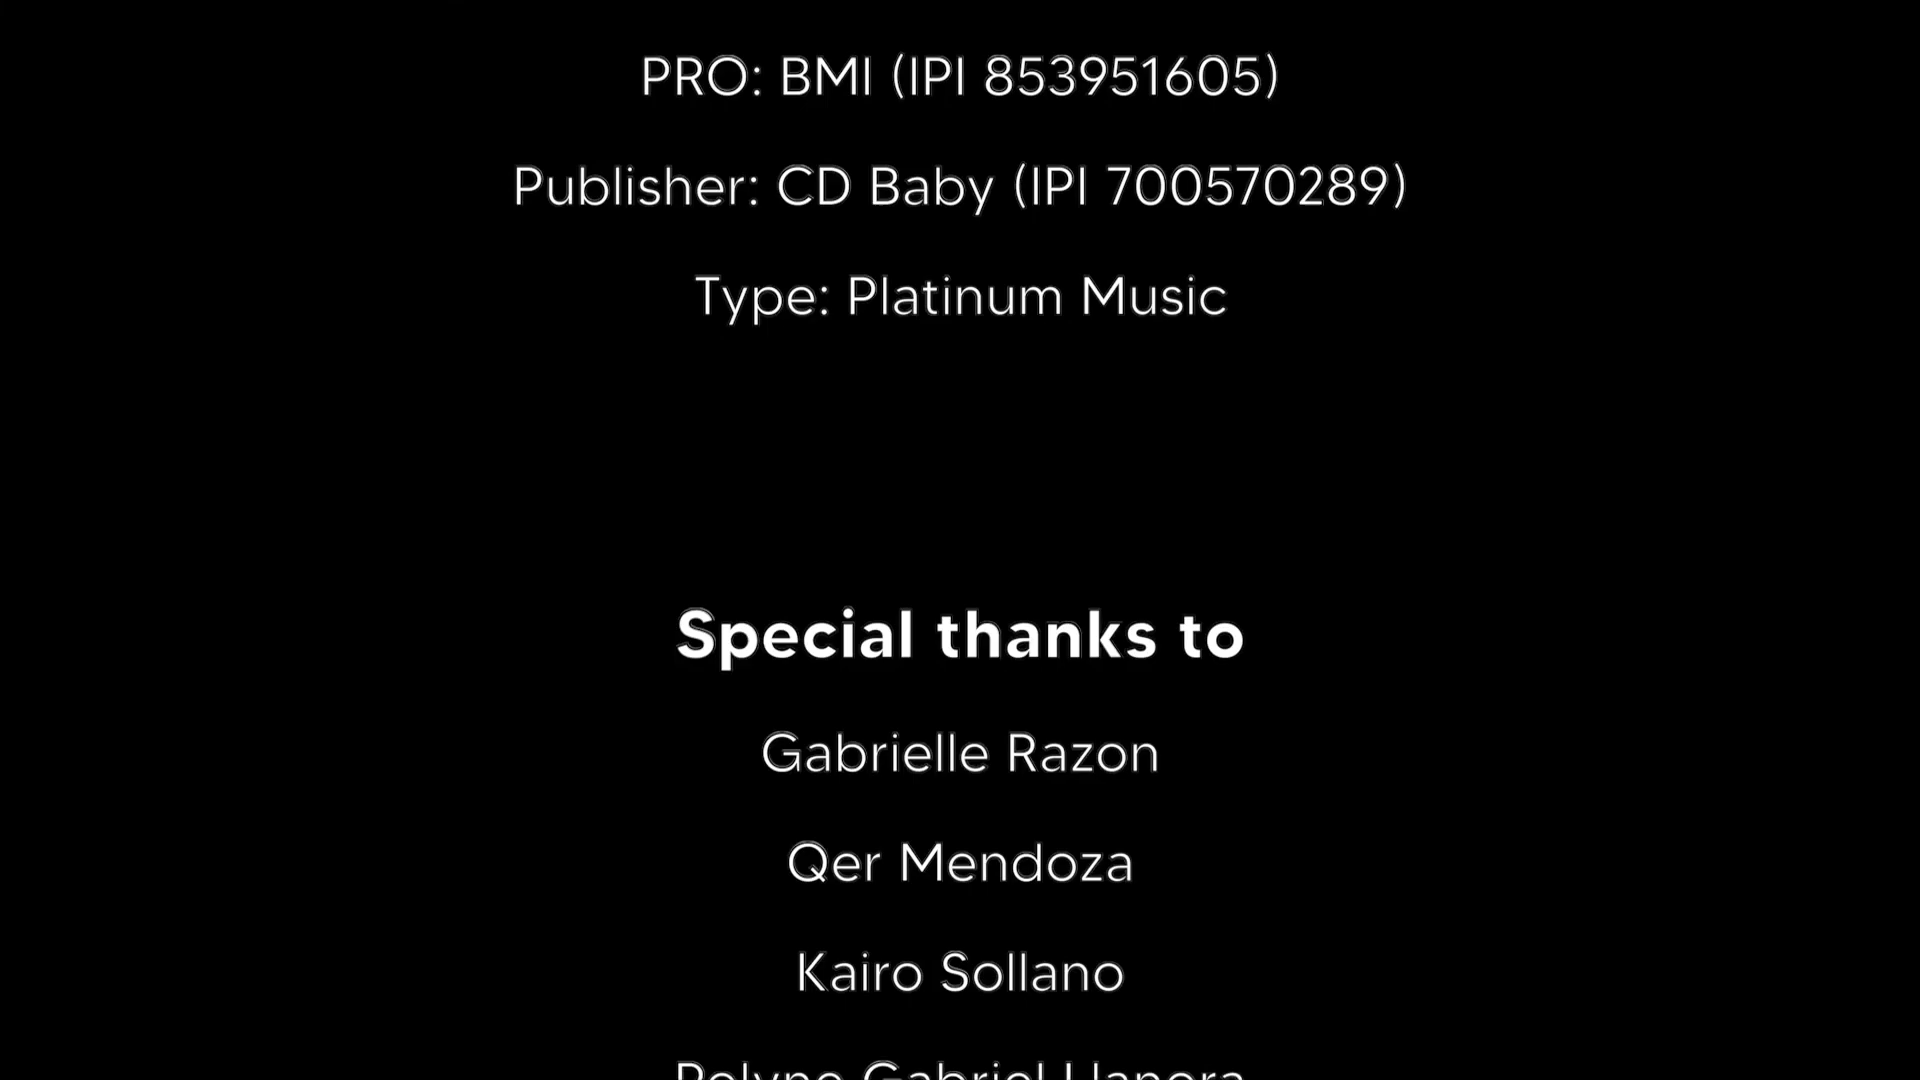 PRO: BMI (IPI 853951605)
Publisher: CD Baby (IPI 700570289)
Type: Platinum Music
Special thanks to
Gabrielle Razon
Qer Mendoza
Kairo Sollano
Gabriel